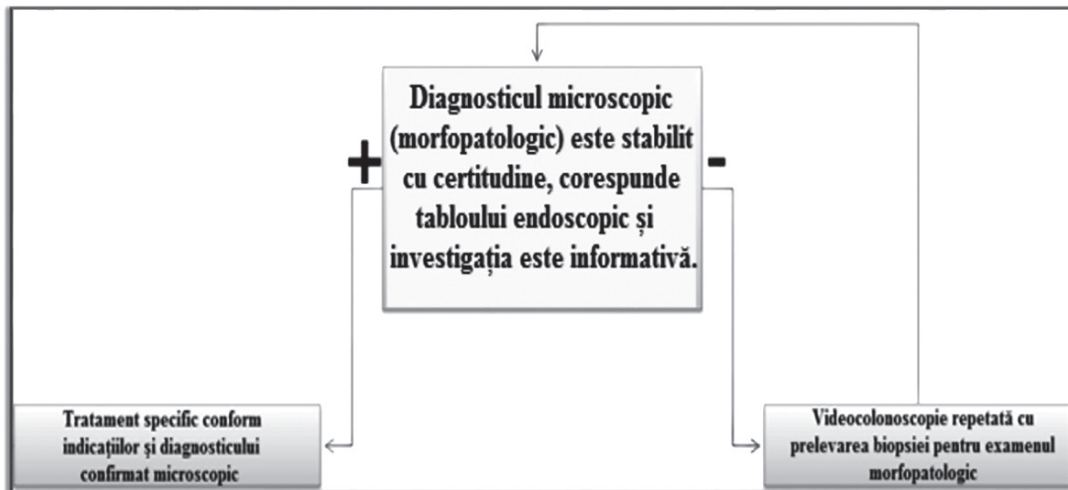 Diagnosticul microscopic
(morfopatologic) este stabilit
+ cu certitudine, corespunde -
tabloului endoscopic și
investigația este informativă.
Tratament specific conform
indicațiilor şi diagnosticului
confirmat microscopic
Videocolonoscopie repetată cu
prelevarea biopsiei pentru examenul
morfopatologic